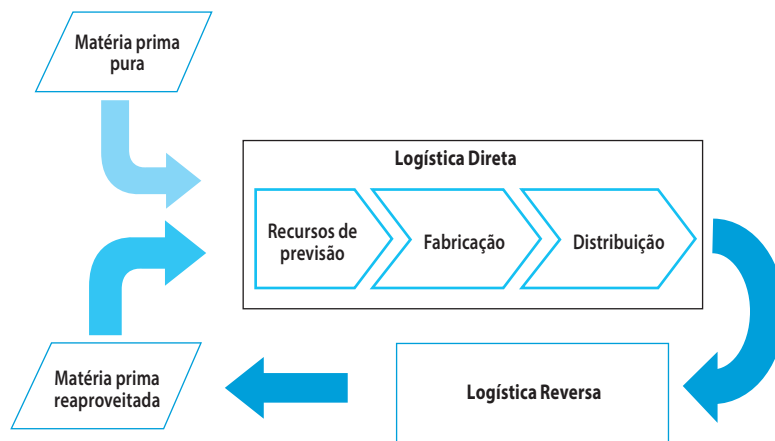 Matéria prima
pura
Logística Direta
Recursos de
previsão
Fabricação
Distribuição
Matéria prima
reaproveitada
Logística Reversa